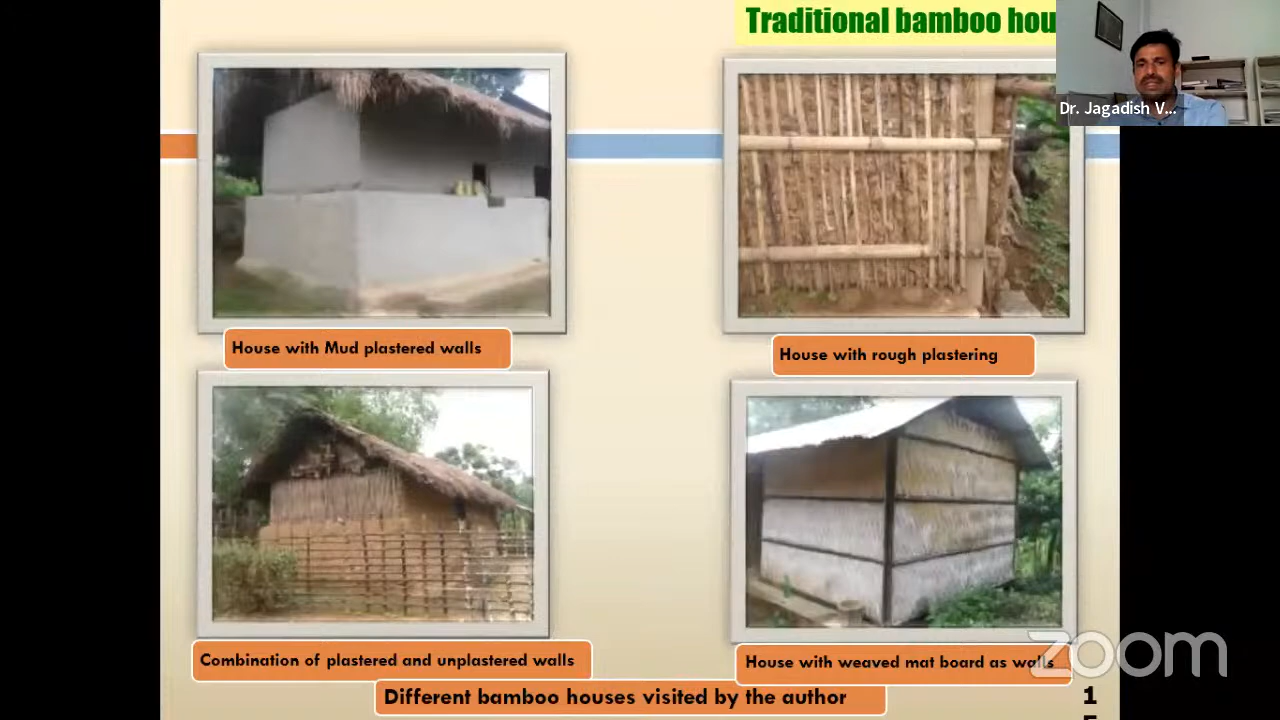 Traditional bamboo hou
Dr. Jagadish V...
House with Mud plastered walls
House with rough plastering
Combination of plastered and unplastered walls
House with weaved mat board as walls
zoom
Different bamboo houses visited by the author
1